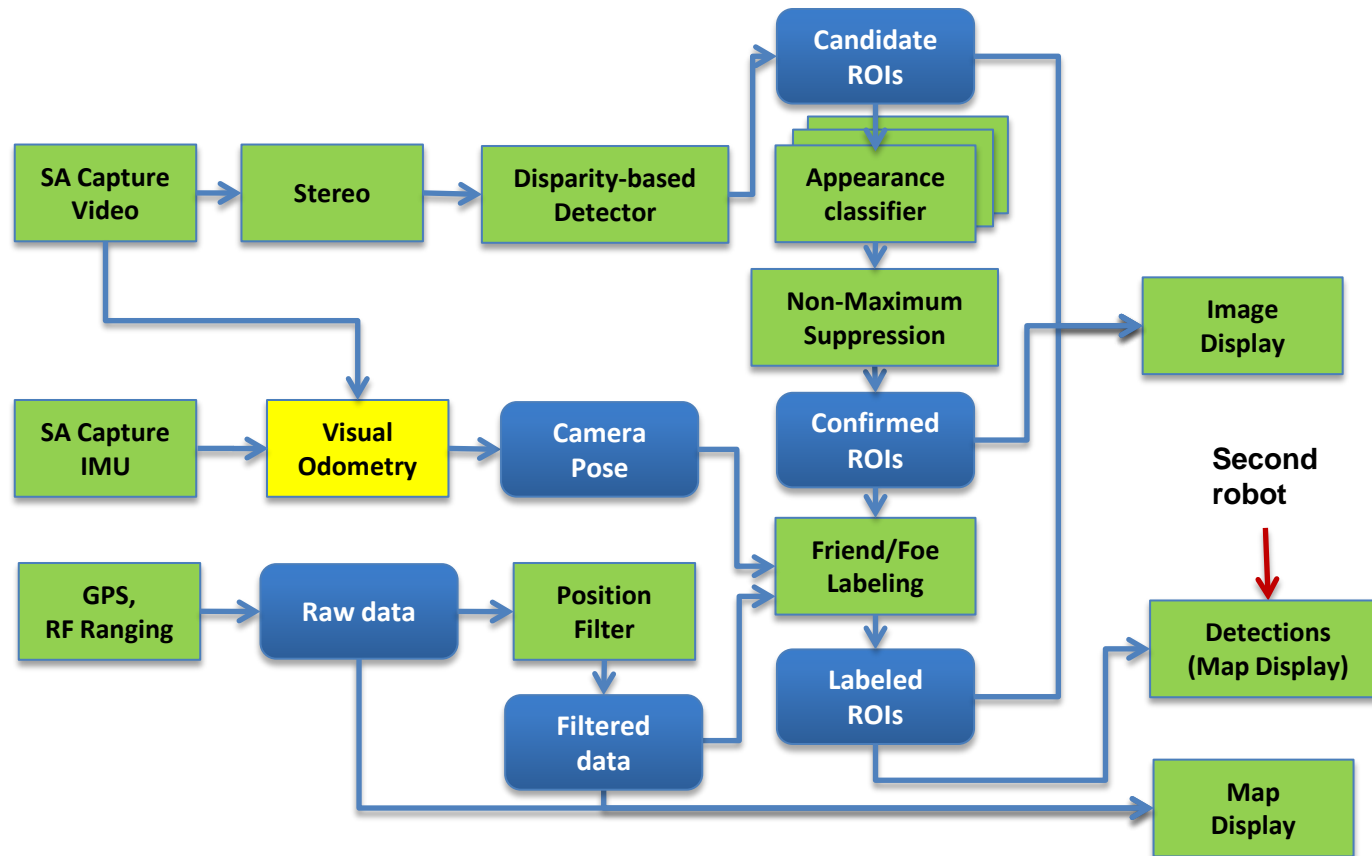 Candidate
ROIs
SA Capture
Video
Stereo
Disparity-based
Detector
Appearance
classifier
Non-Maximum
Suppression
Image
Display
SA Capture
IMU
Visual
Odometry
Camera
Pose
Confirmed
ROIs
Second
robot
GPS,
RF Ranging
Raw data
Position
Filter
Friend/Foe
Labeling
Detections
(Map Display)
Filtered
data
Labeled
ROIs
Map
Display